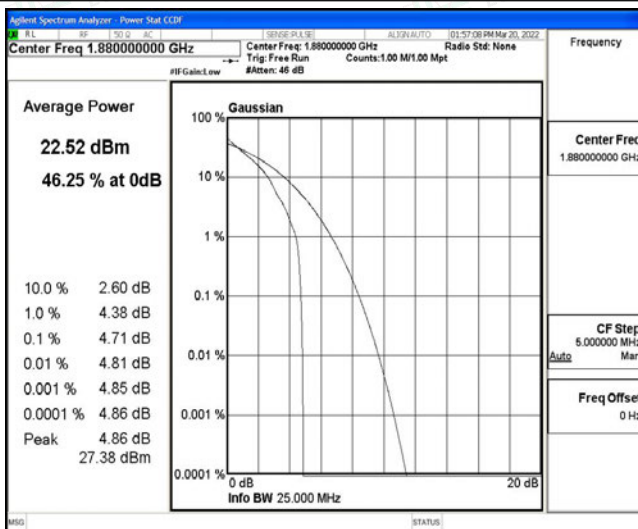 Agilent Spectrum Analyzer - Power Stat CCDF
RL RF 50 Ω AC SENSE:PULSE ALIGN AUTO 01:57:08 PM Mar 20, 2022
Center Freq 1.880000000 GHz
Center Freq: 1.880000000 GHz Radio Std: None
Trig: Free Run Counts:1.00 M/1.00 Mpt
#IFGain:Low #Atten: 46 dB
Frequency
Average Power
22.52 dBm
46.25 % at 0dB
10.0 % 2.60 dB
1.0 % 4.38 dB
0.1 % 4.71 dB
0.01 % 4.81 dB
0.001 % 4.85 dB
0.0001 % 4.86 dB
Peak 4.86 dB
27.38 dBm
Gaussian
100 %
10 %
1 %
0.1 %
0.01 %
0.001 %
0.0001 %
0 dB 20 dB
Info BW 25.000 MHz
Center Freq
1.880000000 GHz
CF Step
5.000000 MHz
Auto Man
Freq Offset
0 Hz
MSG STATUS